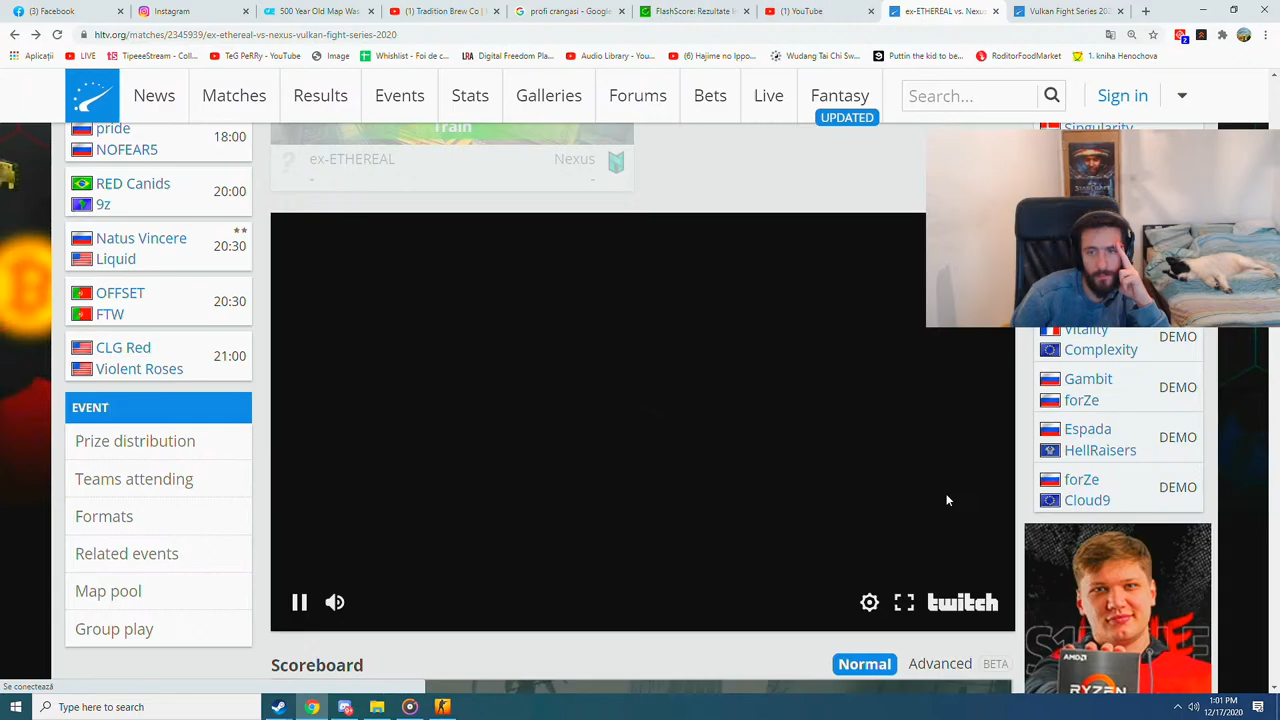 (3) Facebook
Instagram
500 Year Old Map Was
(1) Tradition Brew Co |
profi crangasi - Google
FlashScore: Rezultate l
(1) YouTube
ex-ETHEREAL vs. Nexus
Vulkan Fight Series 202
hltv.org/matches/2345939/ex-ethereal-vs-nexus-vulkan-fight-series-2020
2
Aplicații
LIVE
TipeeeStream - Coll...
TeG PeRRy - YouTube
Image
Whishlist - Foi de c...
Digital Freedom Pla...
Audio Library - You...
(6) Hajime no Ippo...
Wudang Tai Chi Sw...
Puttin the kid to be...
RoditorFoodMarket
1. kniha Henochova
News
Matches
Results
Events
Stats
Galleries
Forums
Bets
Live
Fantasy
UPDATED
Search...
Sign in
pride
NOFEAR5
18:00
RED Canids
9z
20:00
Natus Vincere
Liquid
20:30
OFFSET
FTW
20:30
CLG Red
Violent Roses
21:00
EVENT
Prize distribution
Teams attending
Formats
Related events
Map pool
Group play
Train
ex-ETHEREAL
-
Nexus
-
twitch
Scoreboard
Normal
Advanced
BETA
Singularity
STARCRAFT
Vitality
Complexity
DEMO
Gambit
forZe
DEMO
Espada
HellRaisers
DEMO
forZe
Cloud9
DEMO
AMD
RYZEN
Se conectează
Type here to search
1:01 PM
12/17/2020